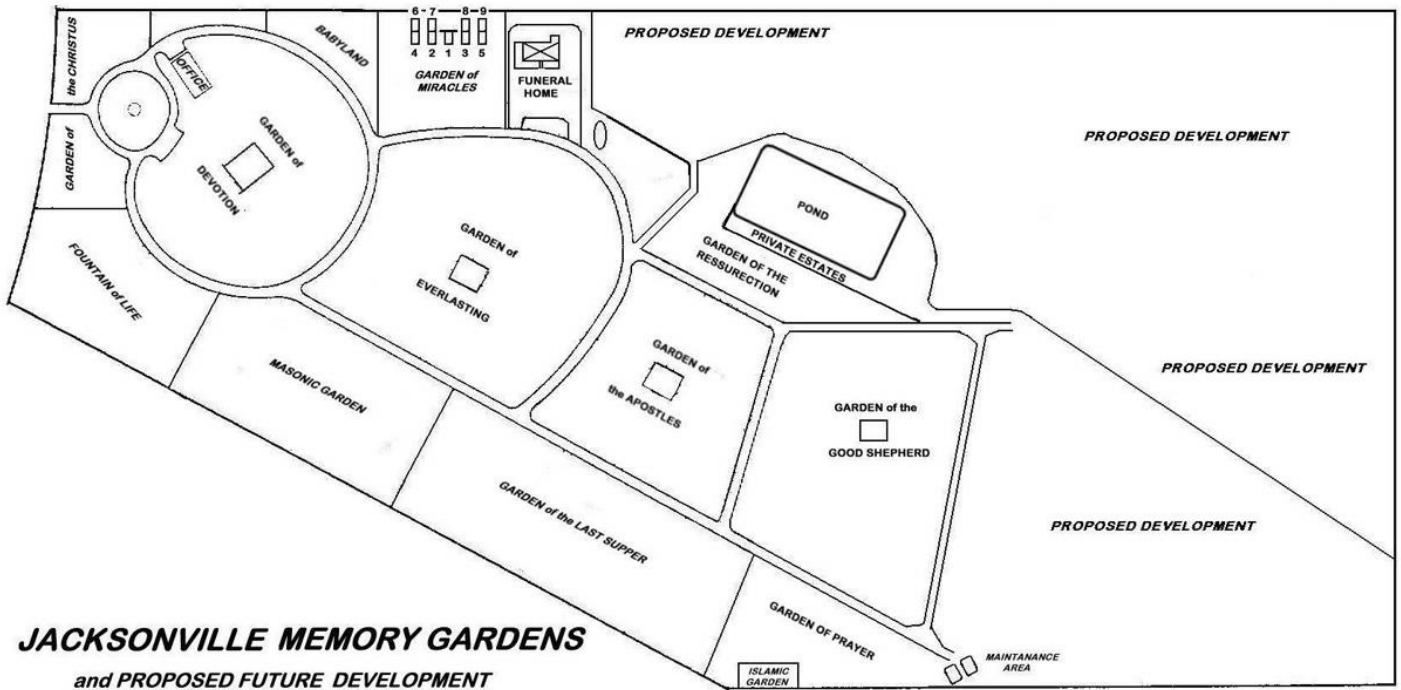 6-7 8-9
4 2 1 3 5
GARDEN of
MIRACLES
BABYLAND
the CHRISTUS
GARDEN of
OFFICE
FUNERAL
HOME
PROPOSED DEVELOPMENT
PROPOSED DEVELOPMENT
GARDEN of
DEVOTION
POND
PRIVATE ESTATES
GARDEN OF THE
RESSURECTION
GARDEN of
EVERLASTING
FOUNTAIN of LIFE
MASONIC GARDEN
GARDEN of
the APOSTLES
PROPOSED DEVELOPMENT
GARDEN of the
GOOD SHEPHERD
GARDEN of the LAST SUPPER
PROPOSED DEVELOPMENT
GARDEN OF PRAYER
ISLAMIC
GARDEN
MAINTANANCE
AREA
JACKSONVILLE MEMORY GARDENS
and PROPOSED FUTURE DEVELOPMENT